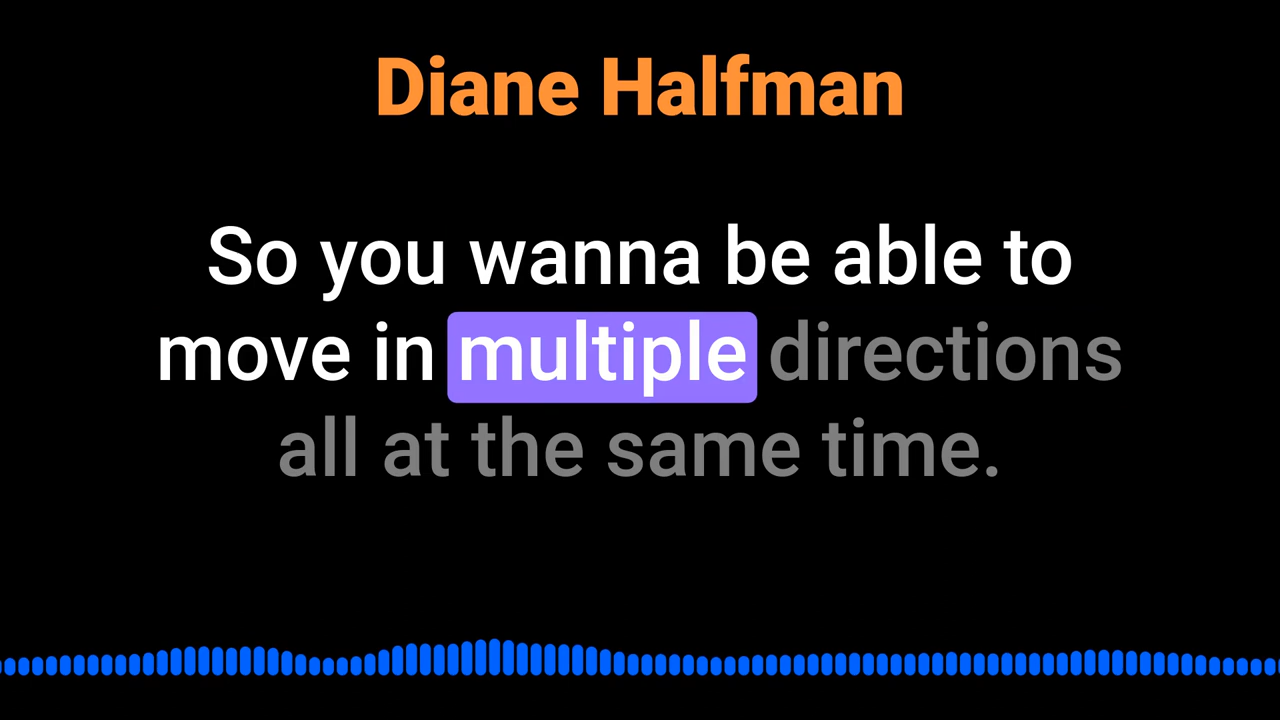 Diane Halfman
So you wanna be able to
move in multiple directions
all at the same time.